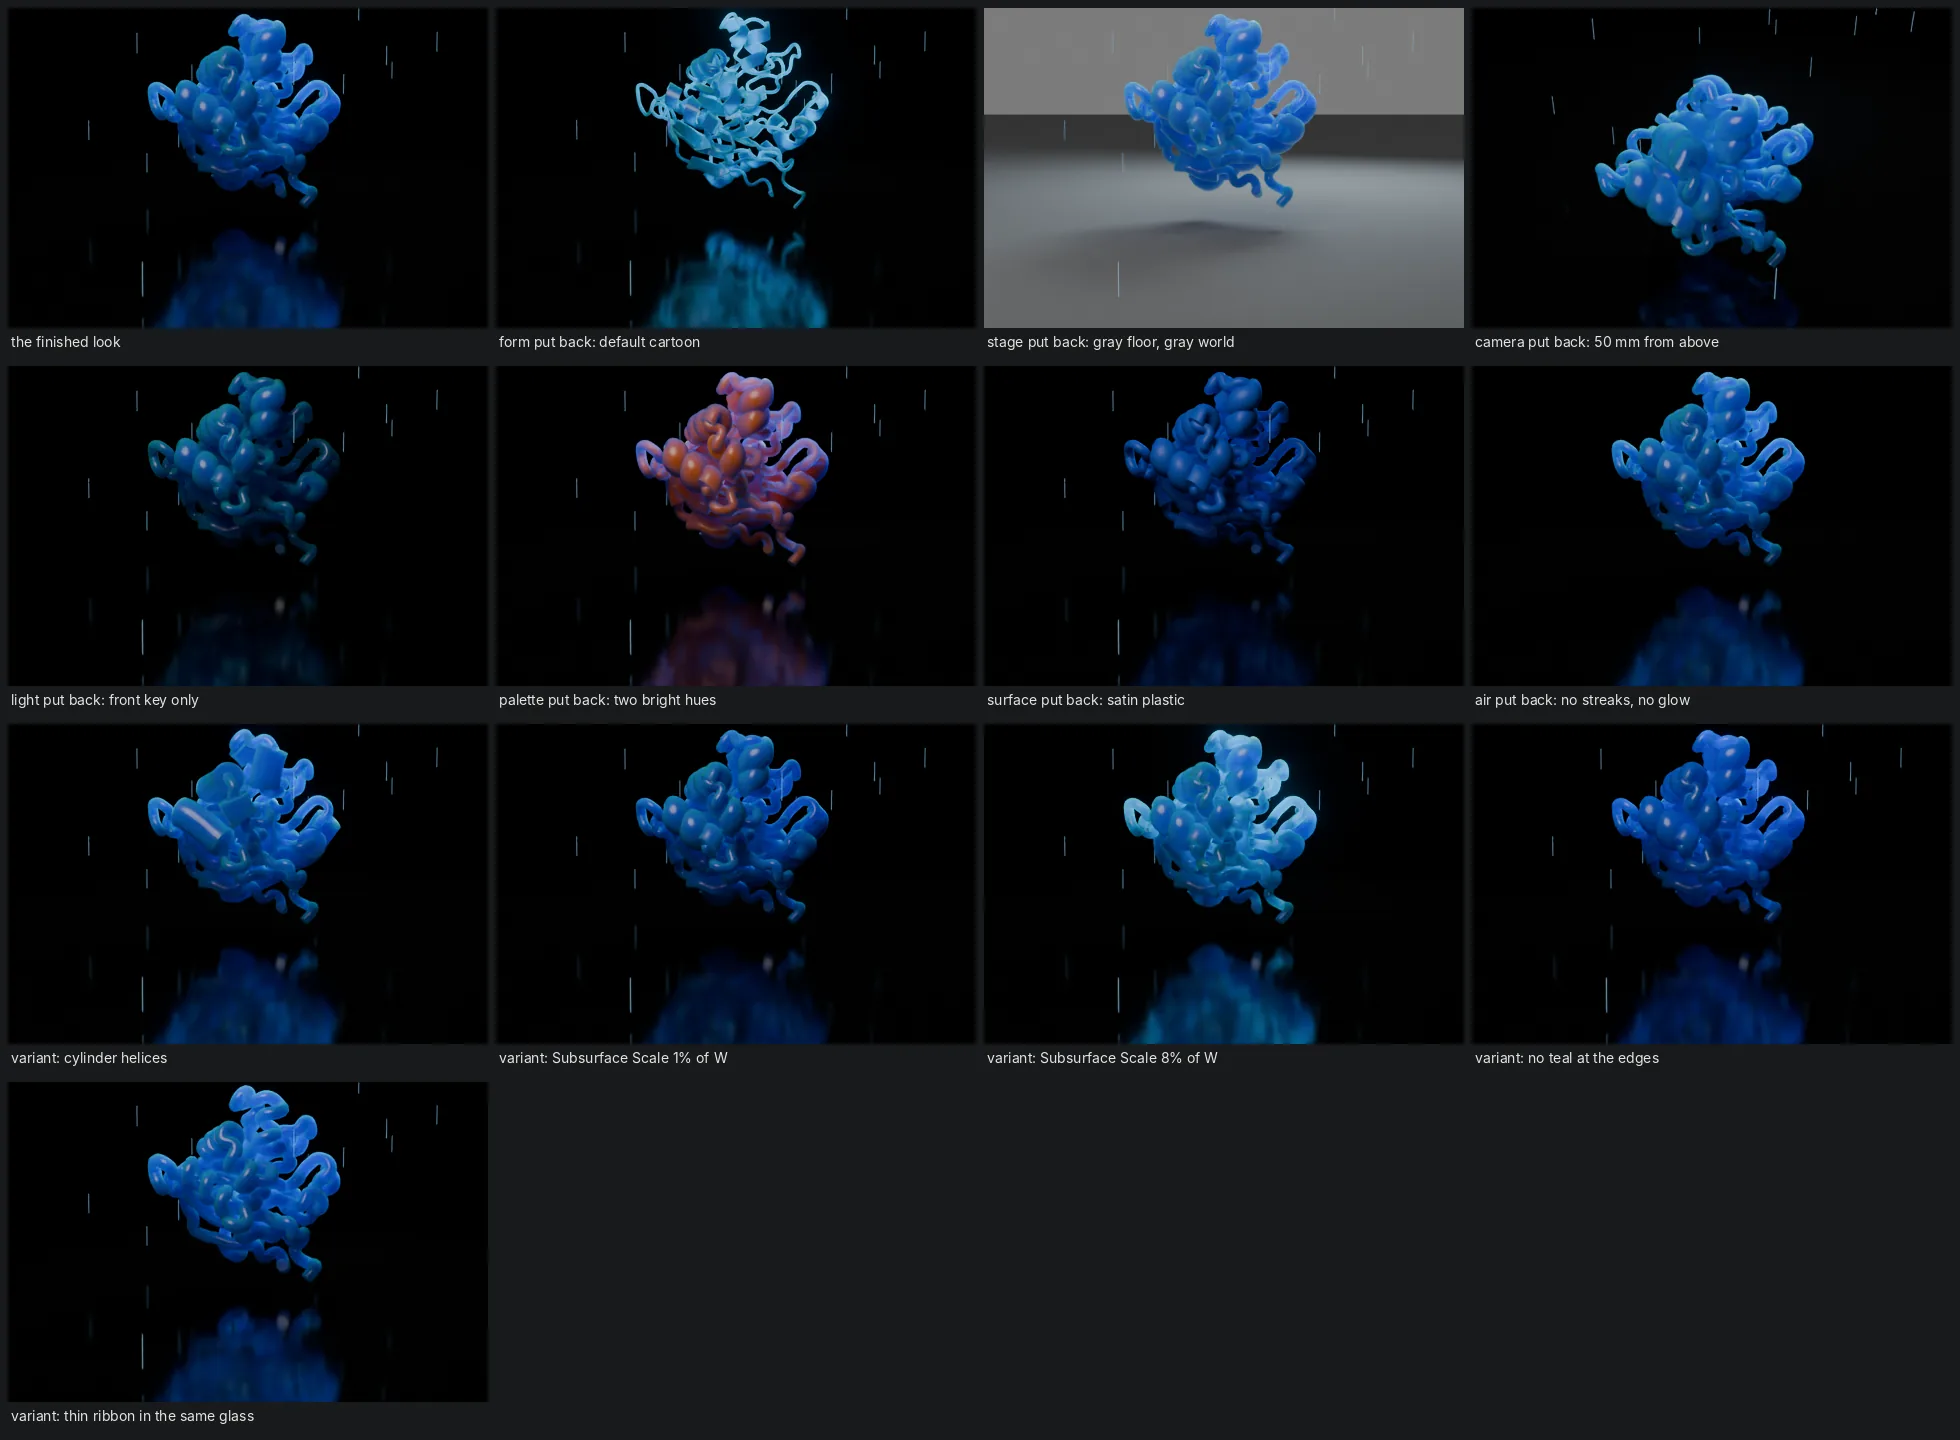 the finished look
form put back: default cartoon
stage put back: gray floor, gray world
camera put back: 50 mm from above
light put back: front key only
palette put back: two bright hues
surface put back: satin plastic
air put back: no streaks, no glow
variant: cylinder helices
variant: Subsurface Scale 1% of W
variant: Subsurface Scale 8% of W
variant: no teal at the edges
variant: thin ribbon in the same glass